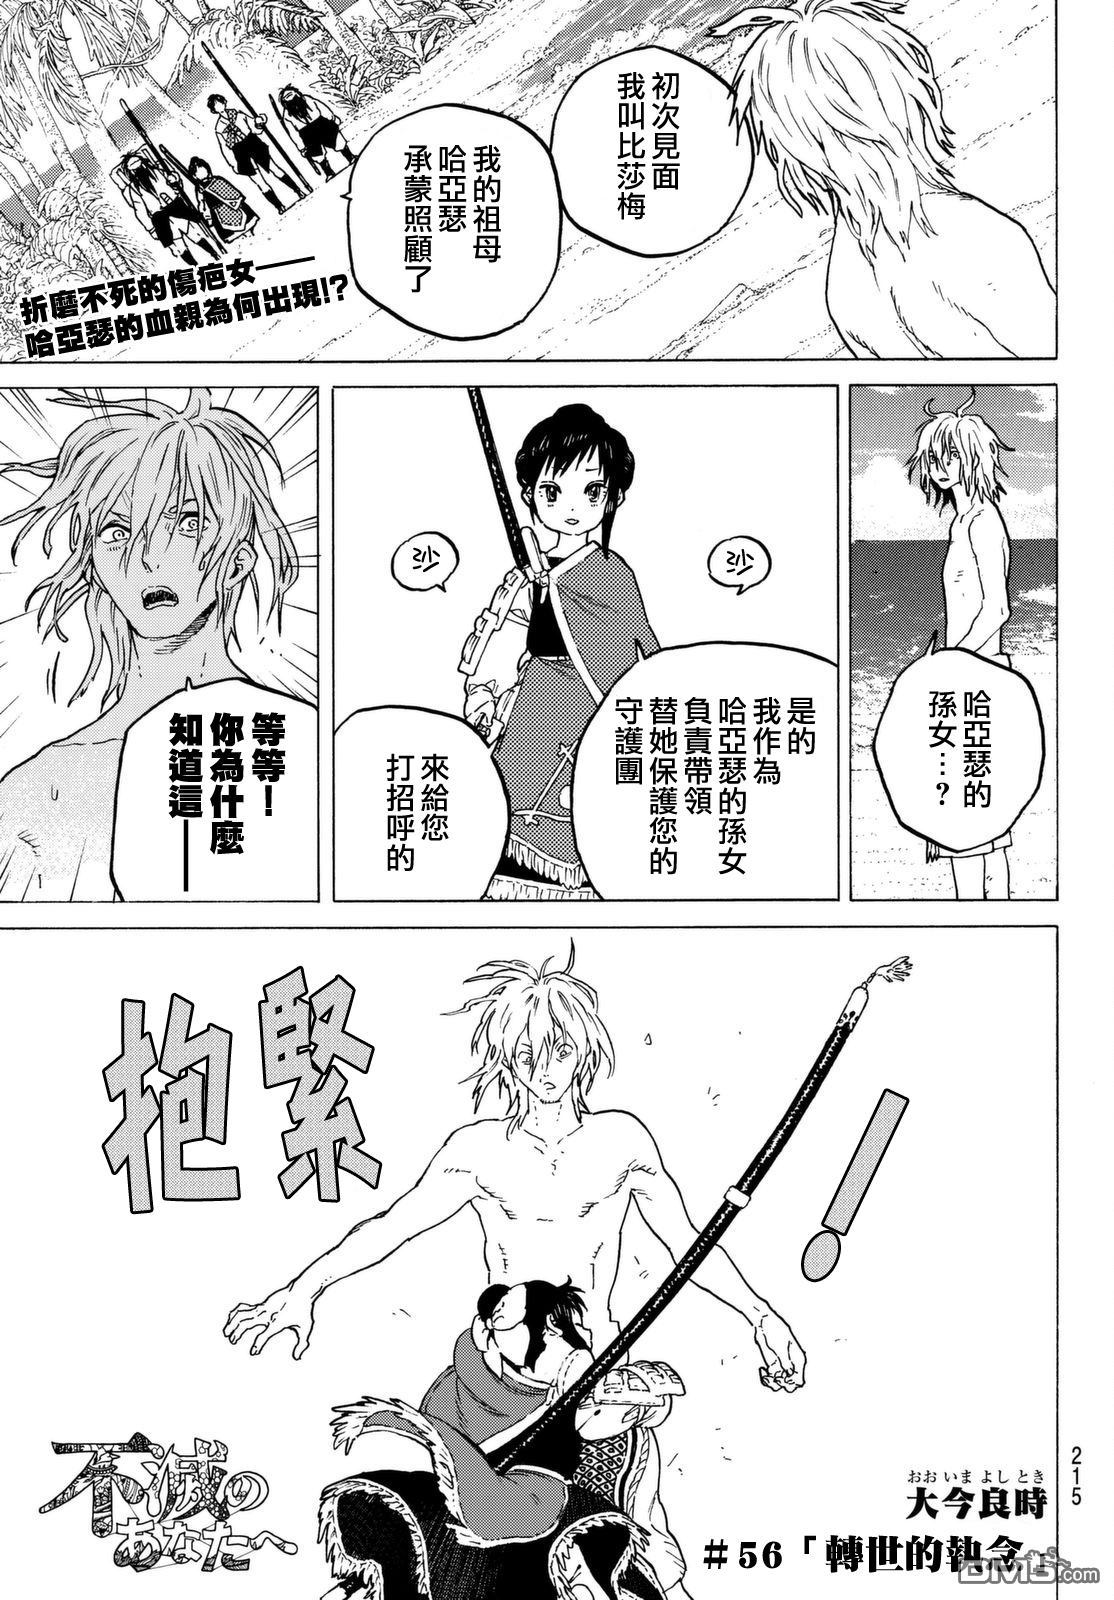 初次見面
我叫比莎梅
我的祖母
哈亞瑟
承蒙照顧了
折磨不死的傷疤女——
哈亞瑟的血親為何出現!?
哈亞瑟的
孫女…?
沙
沙
是的
我作為
哈亞瑟的孫女
負責帶領
替她保護您的
守護團
來給您
打招呼的
等等!
你為什麼
知道這——
抱緊
!
不滅の
あなたへ
おおいまよしとき
大今良時
#56「轉世的執念」
215
DM5.com